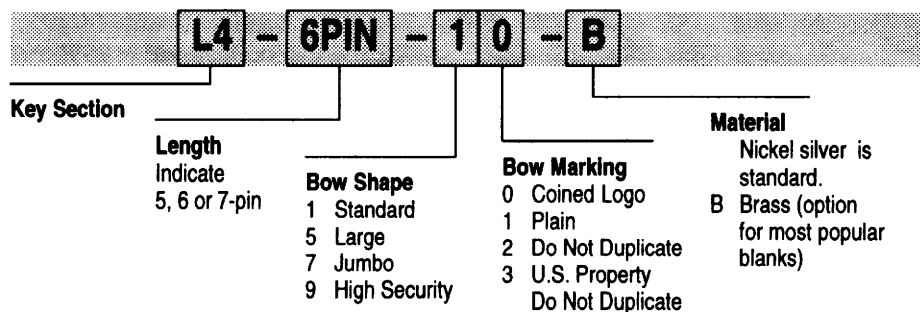 L4 – 6PIN – 1 0 – B
Key Section
Length
Indicate
5, 6 or 7-pin
Bow Shape
1 Standard
5 Large
7 Jumbo
9 High Security
Bow Marking
0 Coined Logo
1 Plain
2 Do Not Duplicate
3 U.S. Property
Do Not Duplicate
Material
Nickel silver is
standard.
B Brass (option
for most popular
blanks)